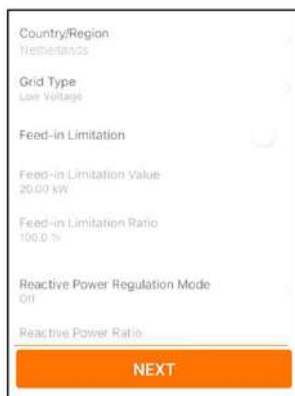 Country/Region
Netherlands
Grid Type
Low Voltage
Feed-in Limitation
Feed-in Limitation Value
20.00 kW
Feed-in Limitation Ratio
100.0 %
Reactive Power Regulation Mode
Off
Reactive Power Ratio
NEXT